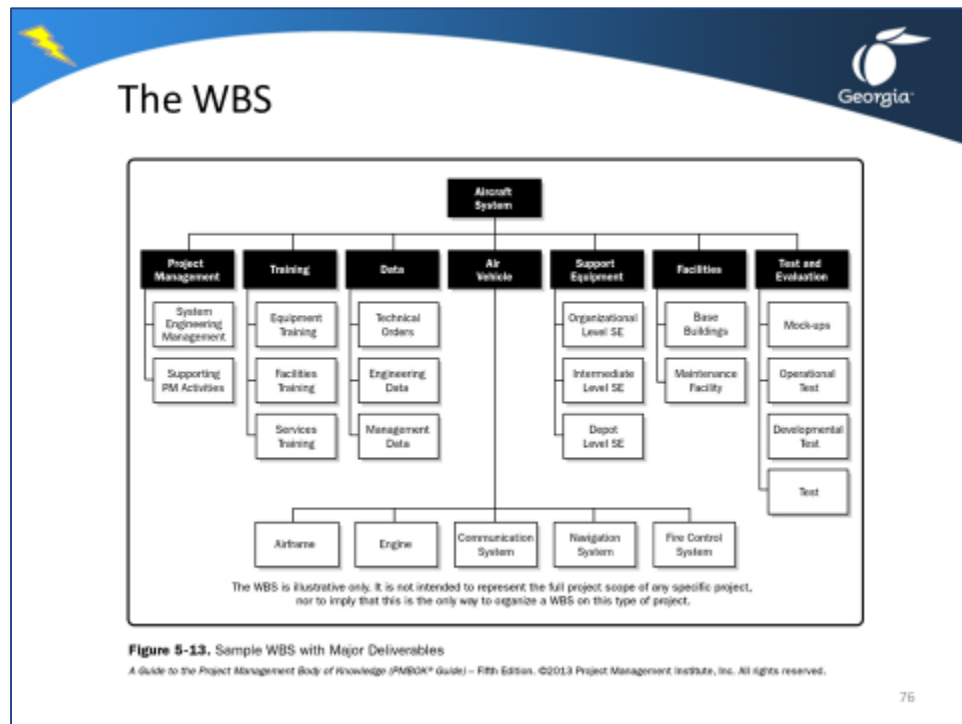 Georgia
The WBS
Aircraft
System
Project
Management
Training
Data
Air
Vehicle
Support
Equipment
Facilities
Test and
Evaluation
System
Engineering
Management
Equipment
Training
Technical
Orders
Organizational
Level SE
Base
Buildings
Mock-ups
Supporting
PM Activities
Facilities
Training
Engineering
Data
Intermediate
Level SE
Maintenance
Facility
Operational
Test
Services
Training
Management
Data
Depot
Level SE
Developmental
Test
Test
Airframe
Engine
Communication
System
Navigation
System
Fire Control
System
The WBS is illustrative only. It is not intended to represent the full project scope of any specific project,
nor to imply that this is the only way to organize a WBS on this type of project.
Figure 5-13. Sample WBS with Major Deliverables
A Guide to the Project Management Body of Knowledge (PMBOK® Guide) – Fifth Edition. ©2013 Project Management Institute, Inc. All rights reserved.
76